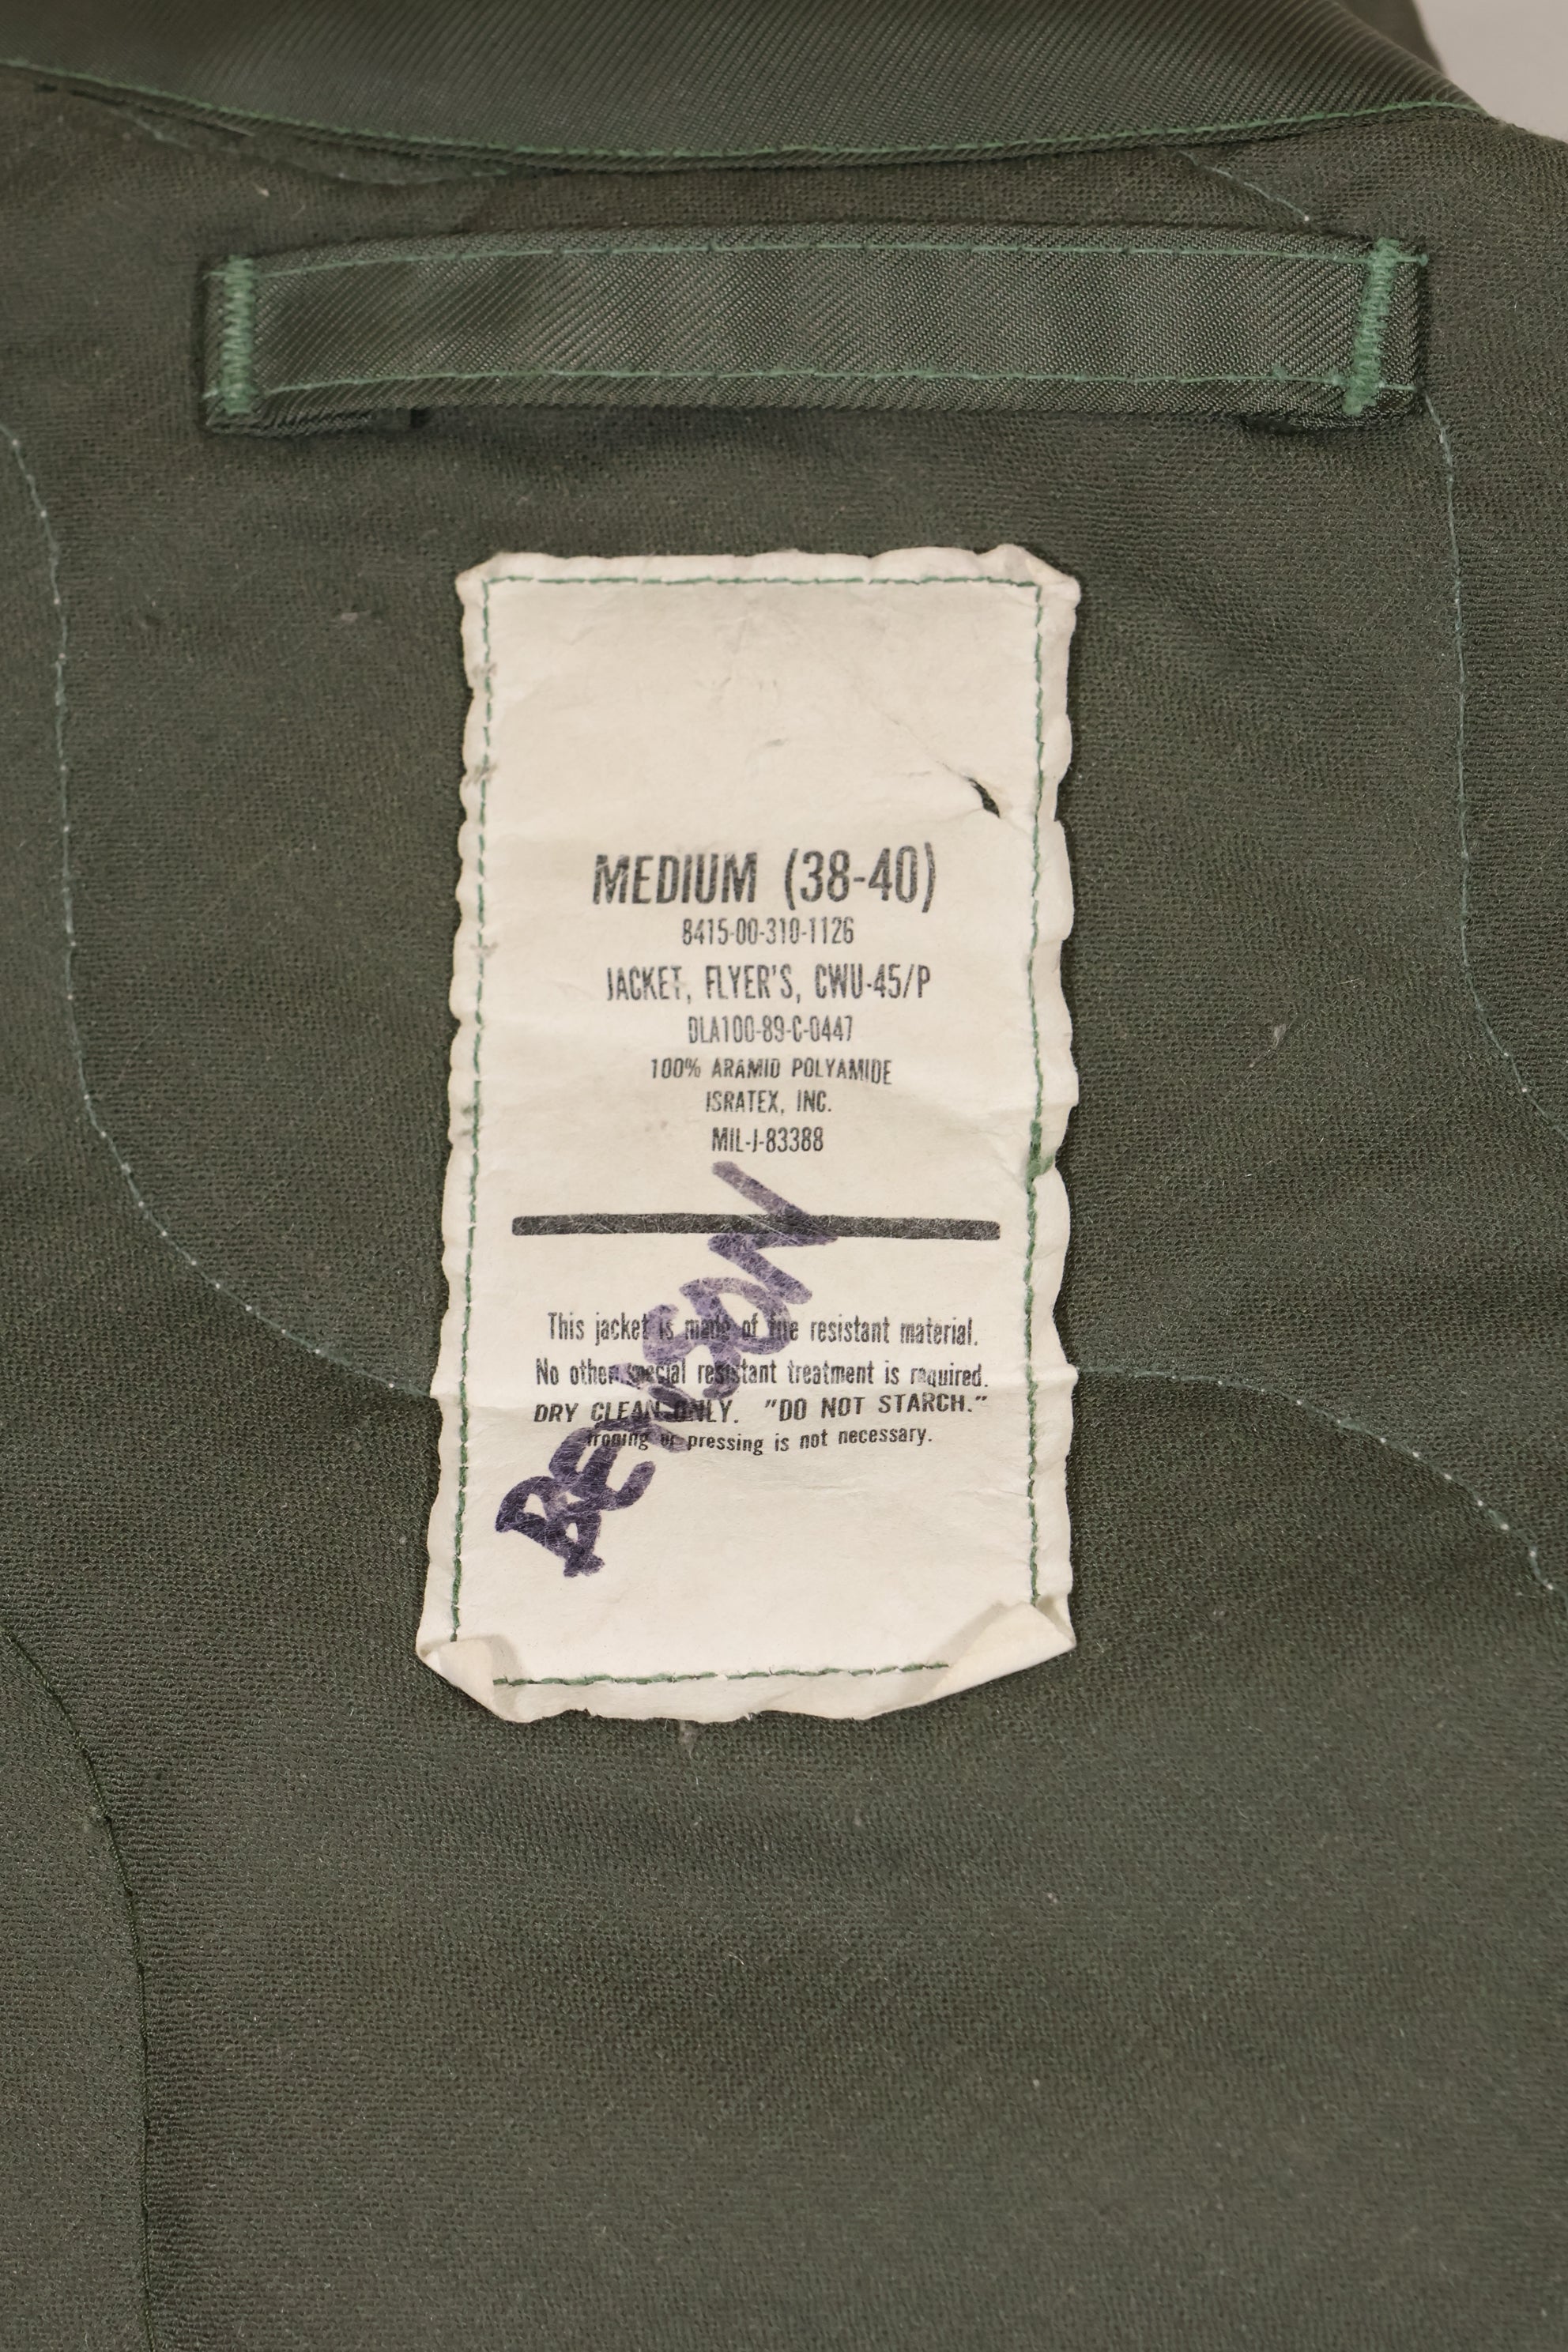 MEDIUM (38-40)
8415-00-310-1126
JACKET, FLYER'S, CWU-45/P
DLA100-89-C-0447
100% ARAMID POLYAMIDE
ISRATEX, INC.
MIL-J-83388
This jacket is made of fire resistant material.
No other special resistant treatment is required.
DRY CLEAN ONLY. "DO NOT STARCH."
Ironing or pressing is not necessary.
BENSON